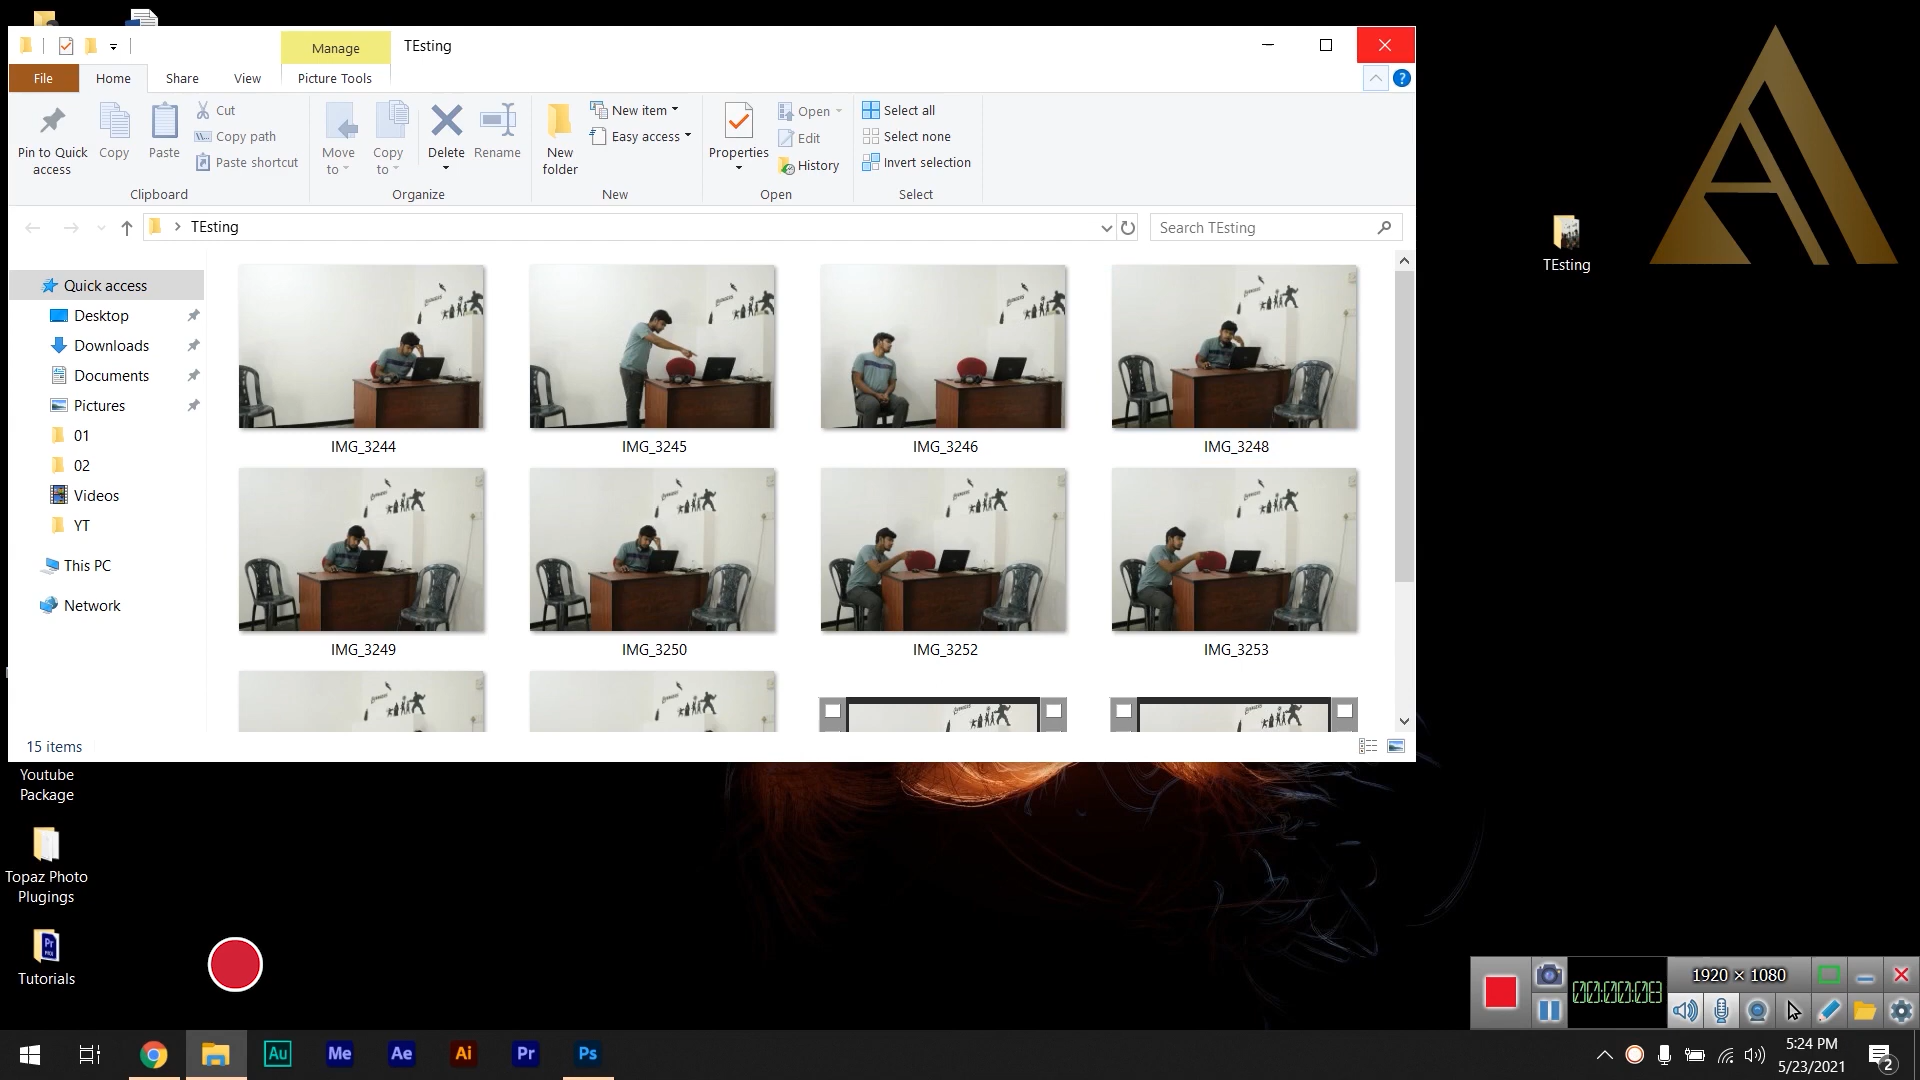 Manage
TEsting
File
Home
Share
View
Picture Tools
Pin to Quick access
Copy
Paste
Cut
Copy path
Paste shortcut
Clipboard
Move to
Copy to
Delete
Rename
Organize
New folder
New item
Easy access
New
Properties
Open
Edit
History
Open
Select all
Select none
Invert selection
Select
TEsting
Search TEsting
Quick access
Desktop
Downloads
Documents
Pictures
01
02
Videos
YT
This PC
Network
IMG_3244
IMG_3245
IMG_3246
IMG_3248
IMG_3249
IMG_3250
IMG_3252
IMG_3253
15 items
TEsting
Youtube
Package
Topaz Photo
Plugings
Tutorials
1920 × 1080
00:00:03
Au
Me
Ae
Ai
Pr
Ps
5:24 PM
5/23/2021
2